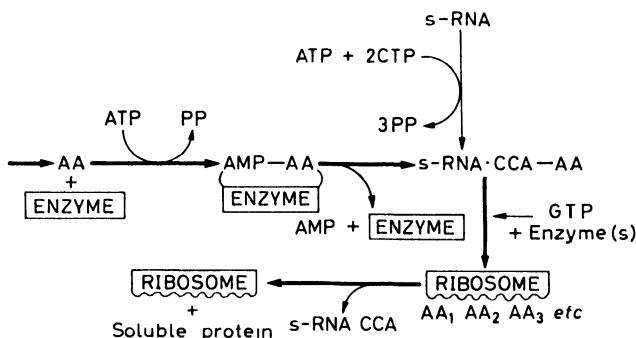 s-RNA
ATP + 2CTP
ATP PP
3PP
AA AMP—AA s-RNA·CCA—AA
+
ENZYME ENZYME
GTP
AMP + ENZYME + Enzyme(s)
RIBOSOME RIBOSOME
+ AA₁ AA₂ AA₃ etc
Soluble protein s-RNA CCA